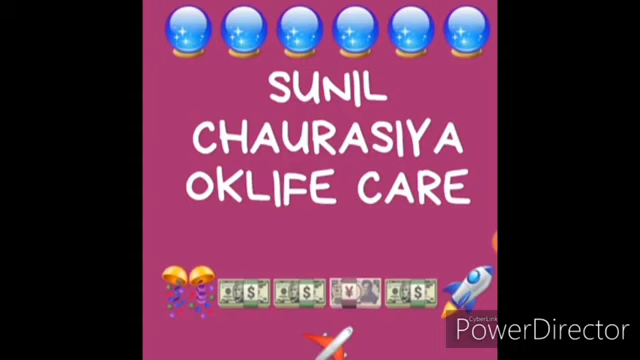 SUNIL
CHAURASIYA
OKLIFE CARE
CyberLink
PowerDirector